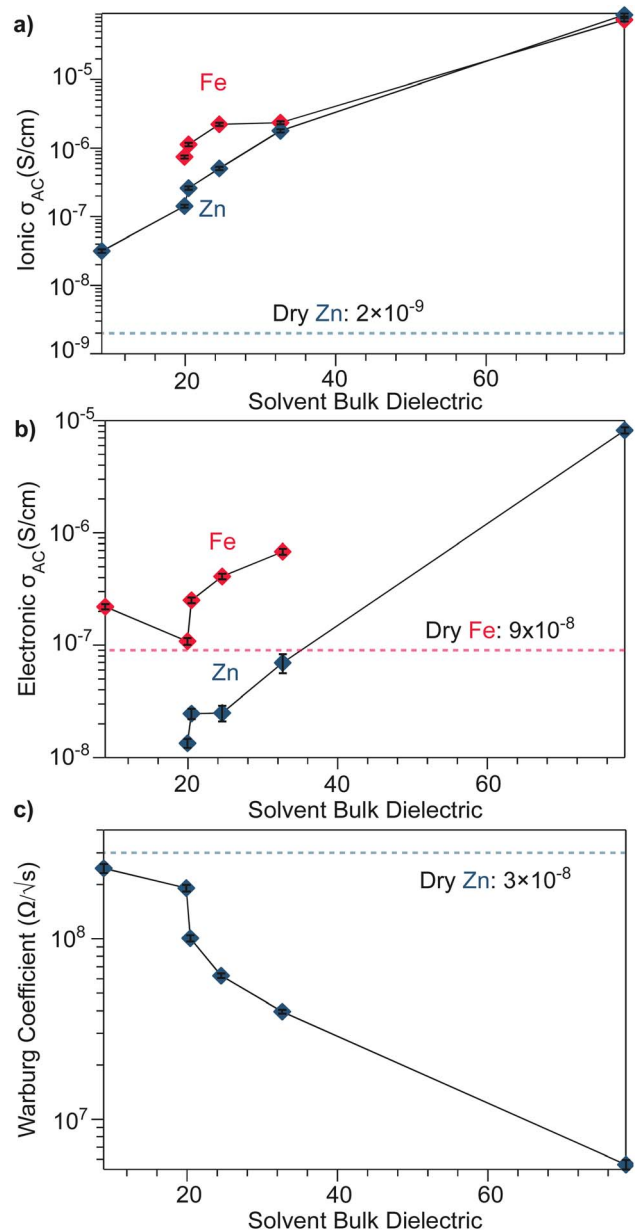 a)
Ionic σAC(S/cm)
10⁻⁵
10⁻⁶
10⁻⁷
10⁻⁸
10⁻⁹
Fe
Zn
Dry Zn: 2×10⁻⁹
20 40 60
Solvent Bulk Dielectric
b)
Electronic σAC(S/cm)
10⁻⁵
10⁻⁶
10⁻⁷
10⁻⁸
Fe
Dry Fe: 9x10⁻⁸
Zn
20 40 60
Solvent Bulk Dielectric
c)
Warburg Coefficient (Ω/√s)
Dry Zn: 3×10⁻⁸
10⁸
10⁷
20 40 60
Solvent Bulk Dielectric